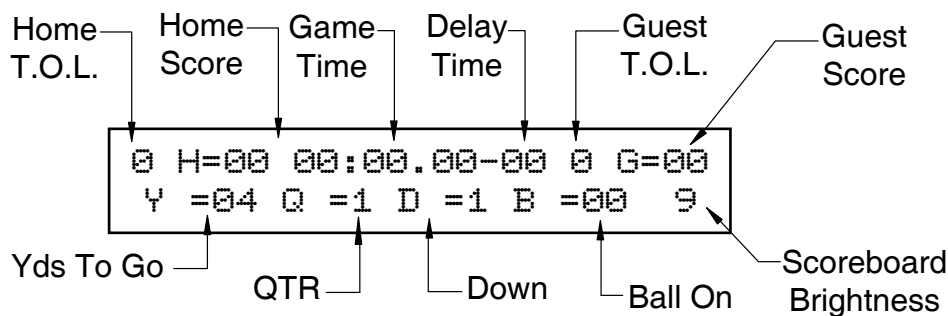 Home T.O.L.
Home Score
Game Time
Delay Time
Guest T.O.L.
Guest Score
0 H=00 00:00.00-00 0 G=00
Y =04 Q =1 D =1 B =00 9
Yds To Go
QTR
Down
Ball On
Scoreboard Brightness